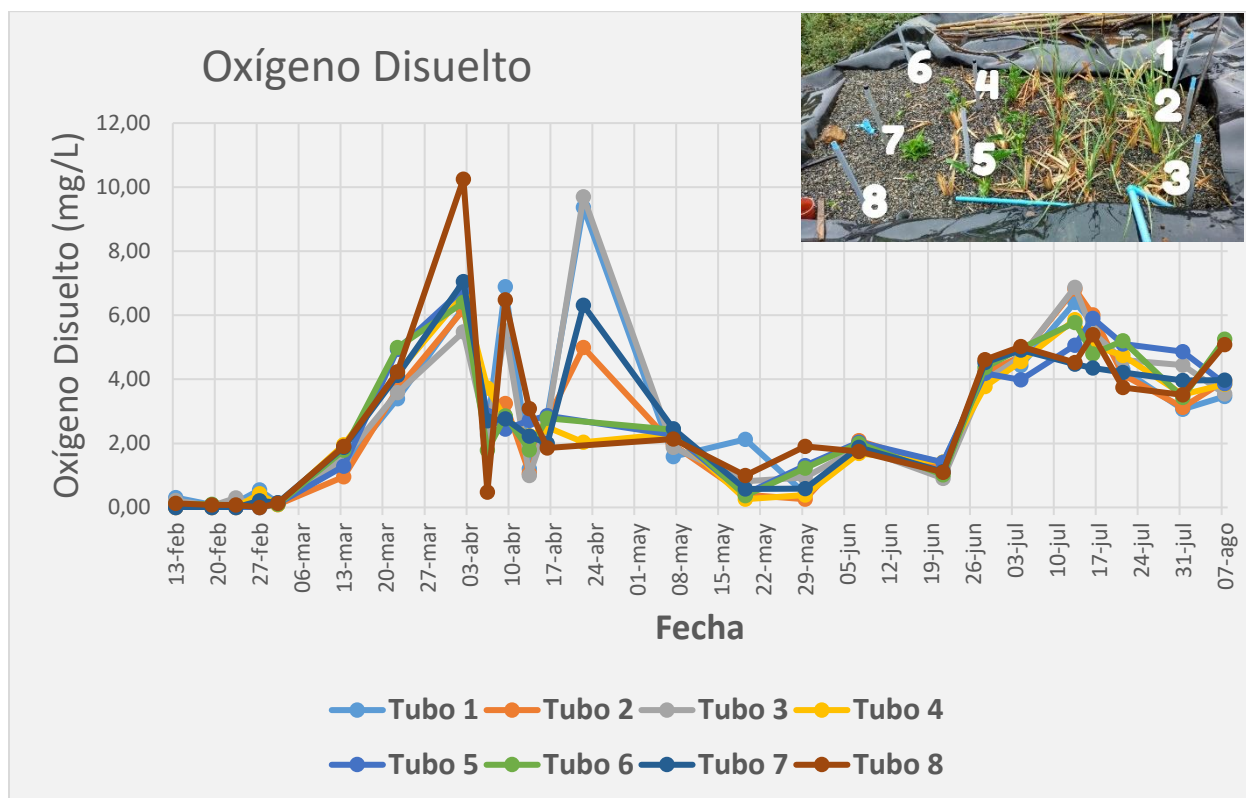 Oxígeno Disuelto
6
4
1
2
7
5
3
8
Oxígeno Disuelto (mg/L)
12,00
10,00
8,00
6,00
4,00
2,00
0,00
13-feb
20-feb
27-feb
06-mar
13-mar
20-mar
27-mar
03-abr
10-abr
17-abr
24-abr
01-may
08-may
15-may
22-may
29-may
05-jun
12-jun
19-jun
26-jun
03-jul
10-jul
17-jul
24-jul
31-jul
07-ago
Fecha
Tubo 1 Tubo 2 Tubo 3 Tubo 4
Tubo 5 Tubo 6 Tubo 7 Tubo 8